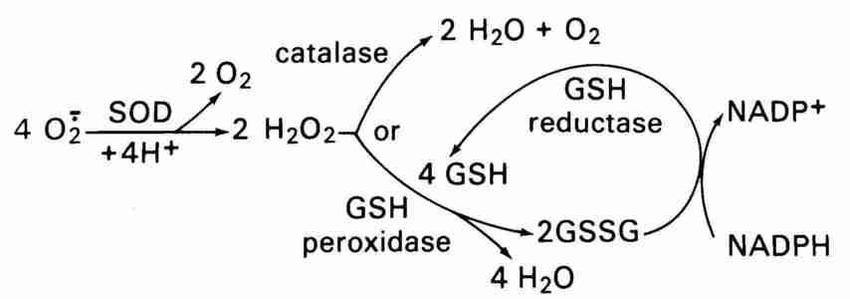 catalase
2 H₂O + O₂
2 O₂
4 O₂⁻̇
SOD
+4H⁺
2 H₂O₂
or
GSH
reductase
NADP⁺
4 GSH
GSH
peroxidase
2GSSG
NADPH
4 H₂O